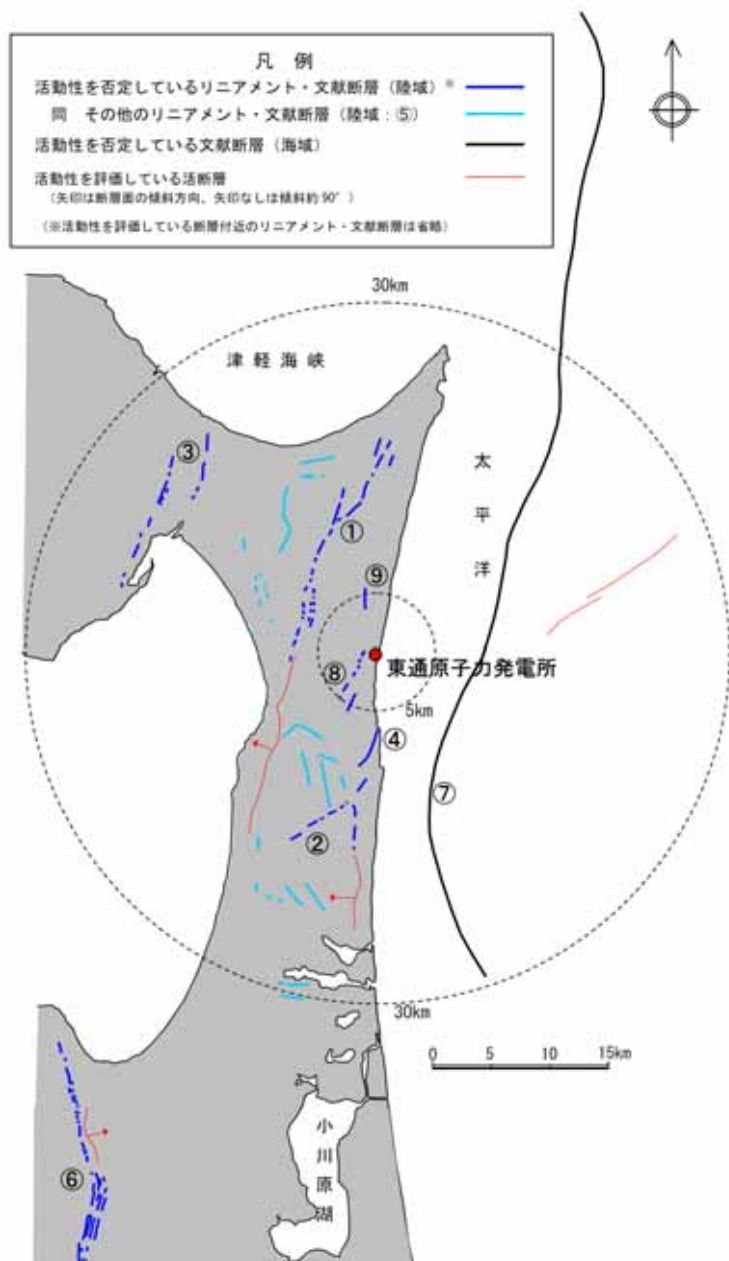 凡 例
活動性を否定しているリニアメント・文献断層（陸域）※
同 その他のリニアメント・文献断層（陸域：⑤）
活動性を否定している文献断層（海域）
活動性を評価している活断層
（矢印は断層面の傾斜方向、矢印なしは傾斜約90°）
（※活動性を評価している断層付近のリニアメント・文献断層は省略）
30km
津軽海峡
太平洋
③
①
⑨
東通原子力発電所
⑧
5km
④
⑦
②
30km
0 5 10 15km
小川原湖
⑥